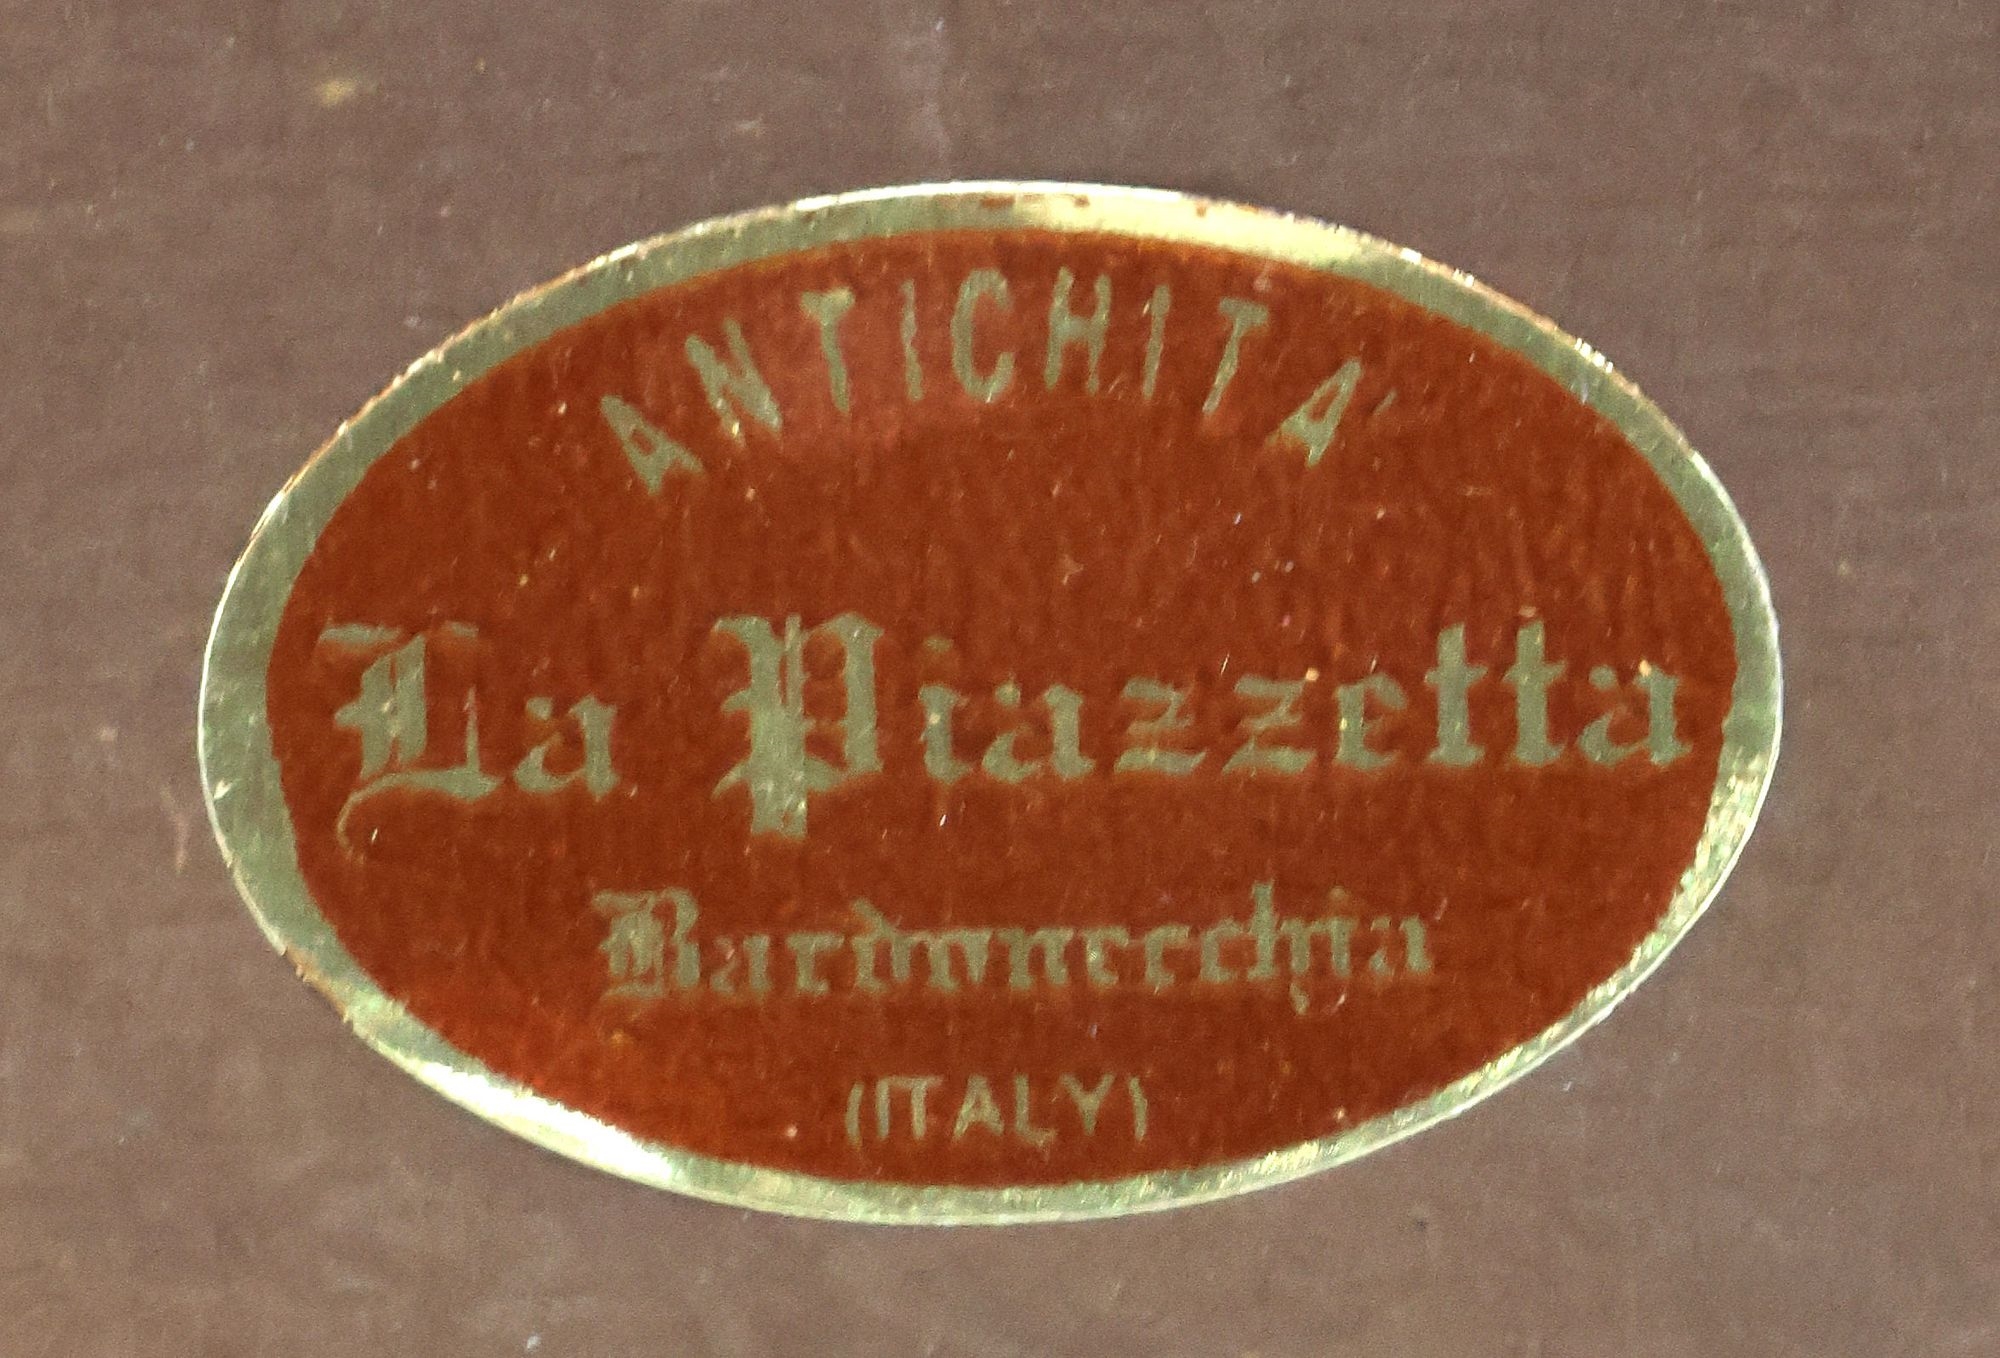 ANTICHITA'
La Piazzetta
Bardonecchia
(ITALY)